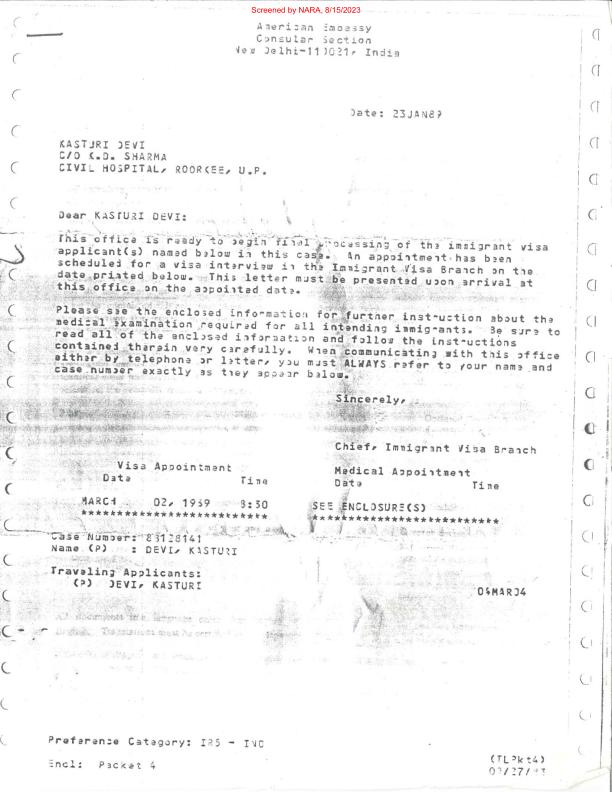 Screened by NARA, 8/15/2023
American Embassy
Consular Section
New Delhi-110021, India
Date: 23JAN89
KASTURI DEVI
C/O K.D. SHARMA
CIVIL HOSPITAL, ROORKEE, U.P.
Dear KASTURI DEVI:
This office is ready to begin final processing of the immigrant visa
applicant(s) named below in this case. An appointment has been
scheduled for a visa interview in the Immigrant Visa Branch on the
date printed below. This letter must be presented upon arrival at
this office on the appointed date.
Please see the enclosed information for further instruction about the
medical examination required for all intending immigrants. Be sure to
read all of the enclosed information and follow the instructions
contained therein very carefully. When communicating with this office
either by telephone or letter, you must ALWAYS refer to your name and
case number exactly as they appear below.
Sincerely,
Chief, Immigrant Visa Branch
Visa Appointment Medical Appointment
Date Time Date Time
MARCH 02, 1989 8:30 SEE ENCLOSURE(S)
************************** **************************
Case Number: 88128141
Name (P) : DEVI, KASTURI
Traveling Applicants:
(P) DEVI, KASTURI 04MAR04
Preference Category: IR5 - IND
Encl: Packet 4 (TLPkt4)